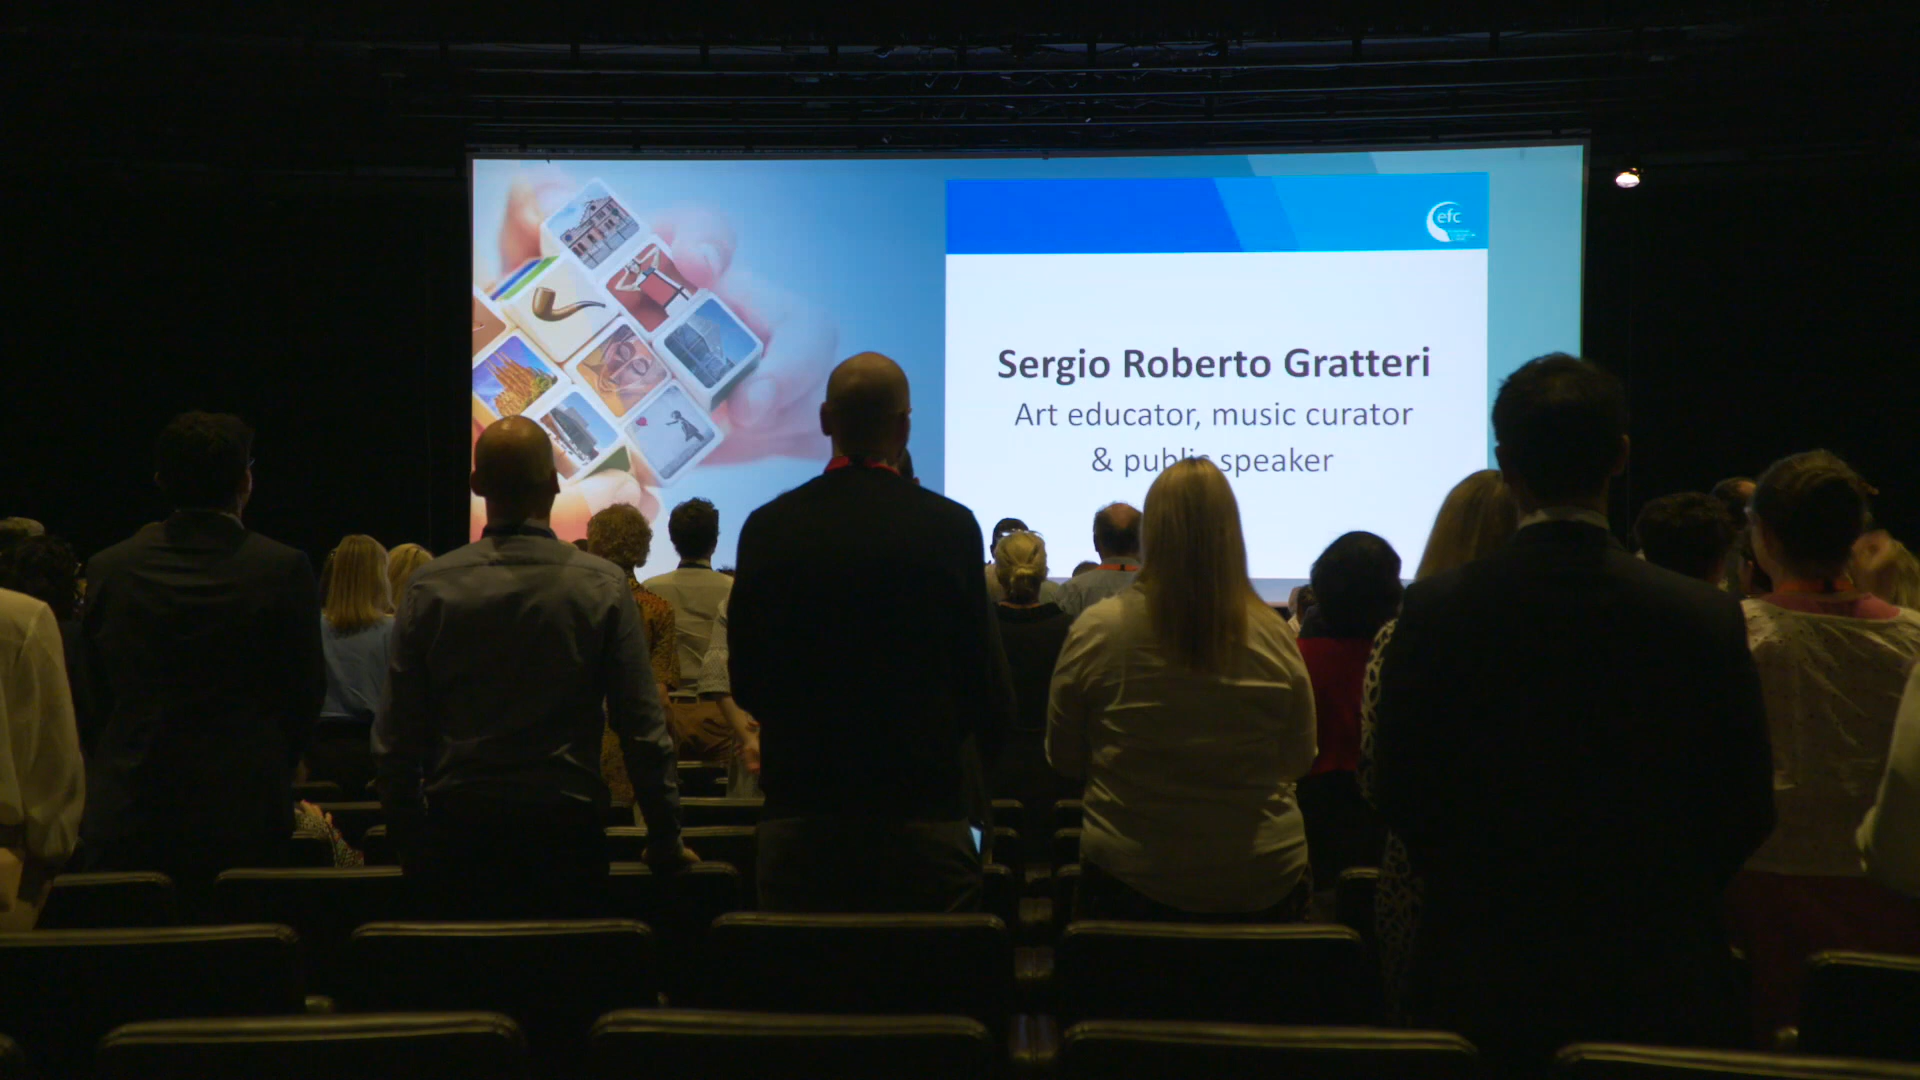 efc
Sergio Roberto Gratteri
Art educator, music curator
& public speaker